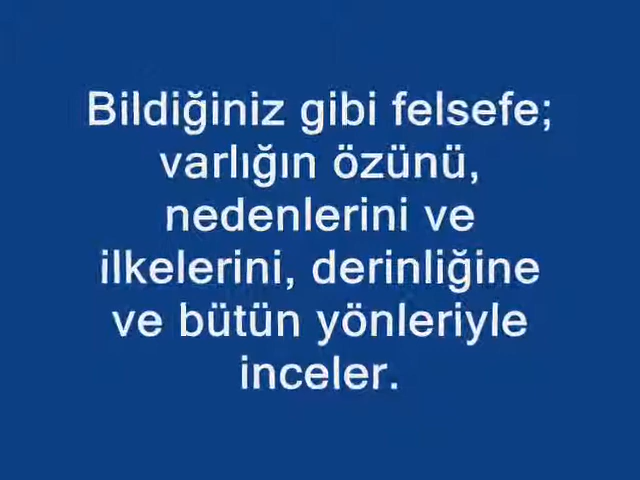 Bildiğiniz gibi felsefe;
varlığın özünü,
nedenlerini ve
ilkelerini, derinliğine
ve bütün yönleriyle
inceler.